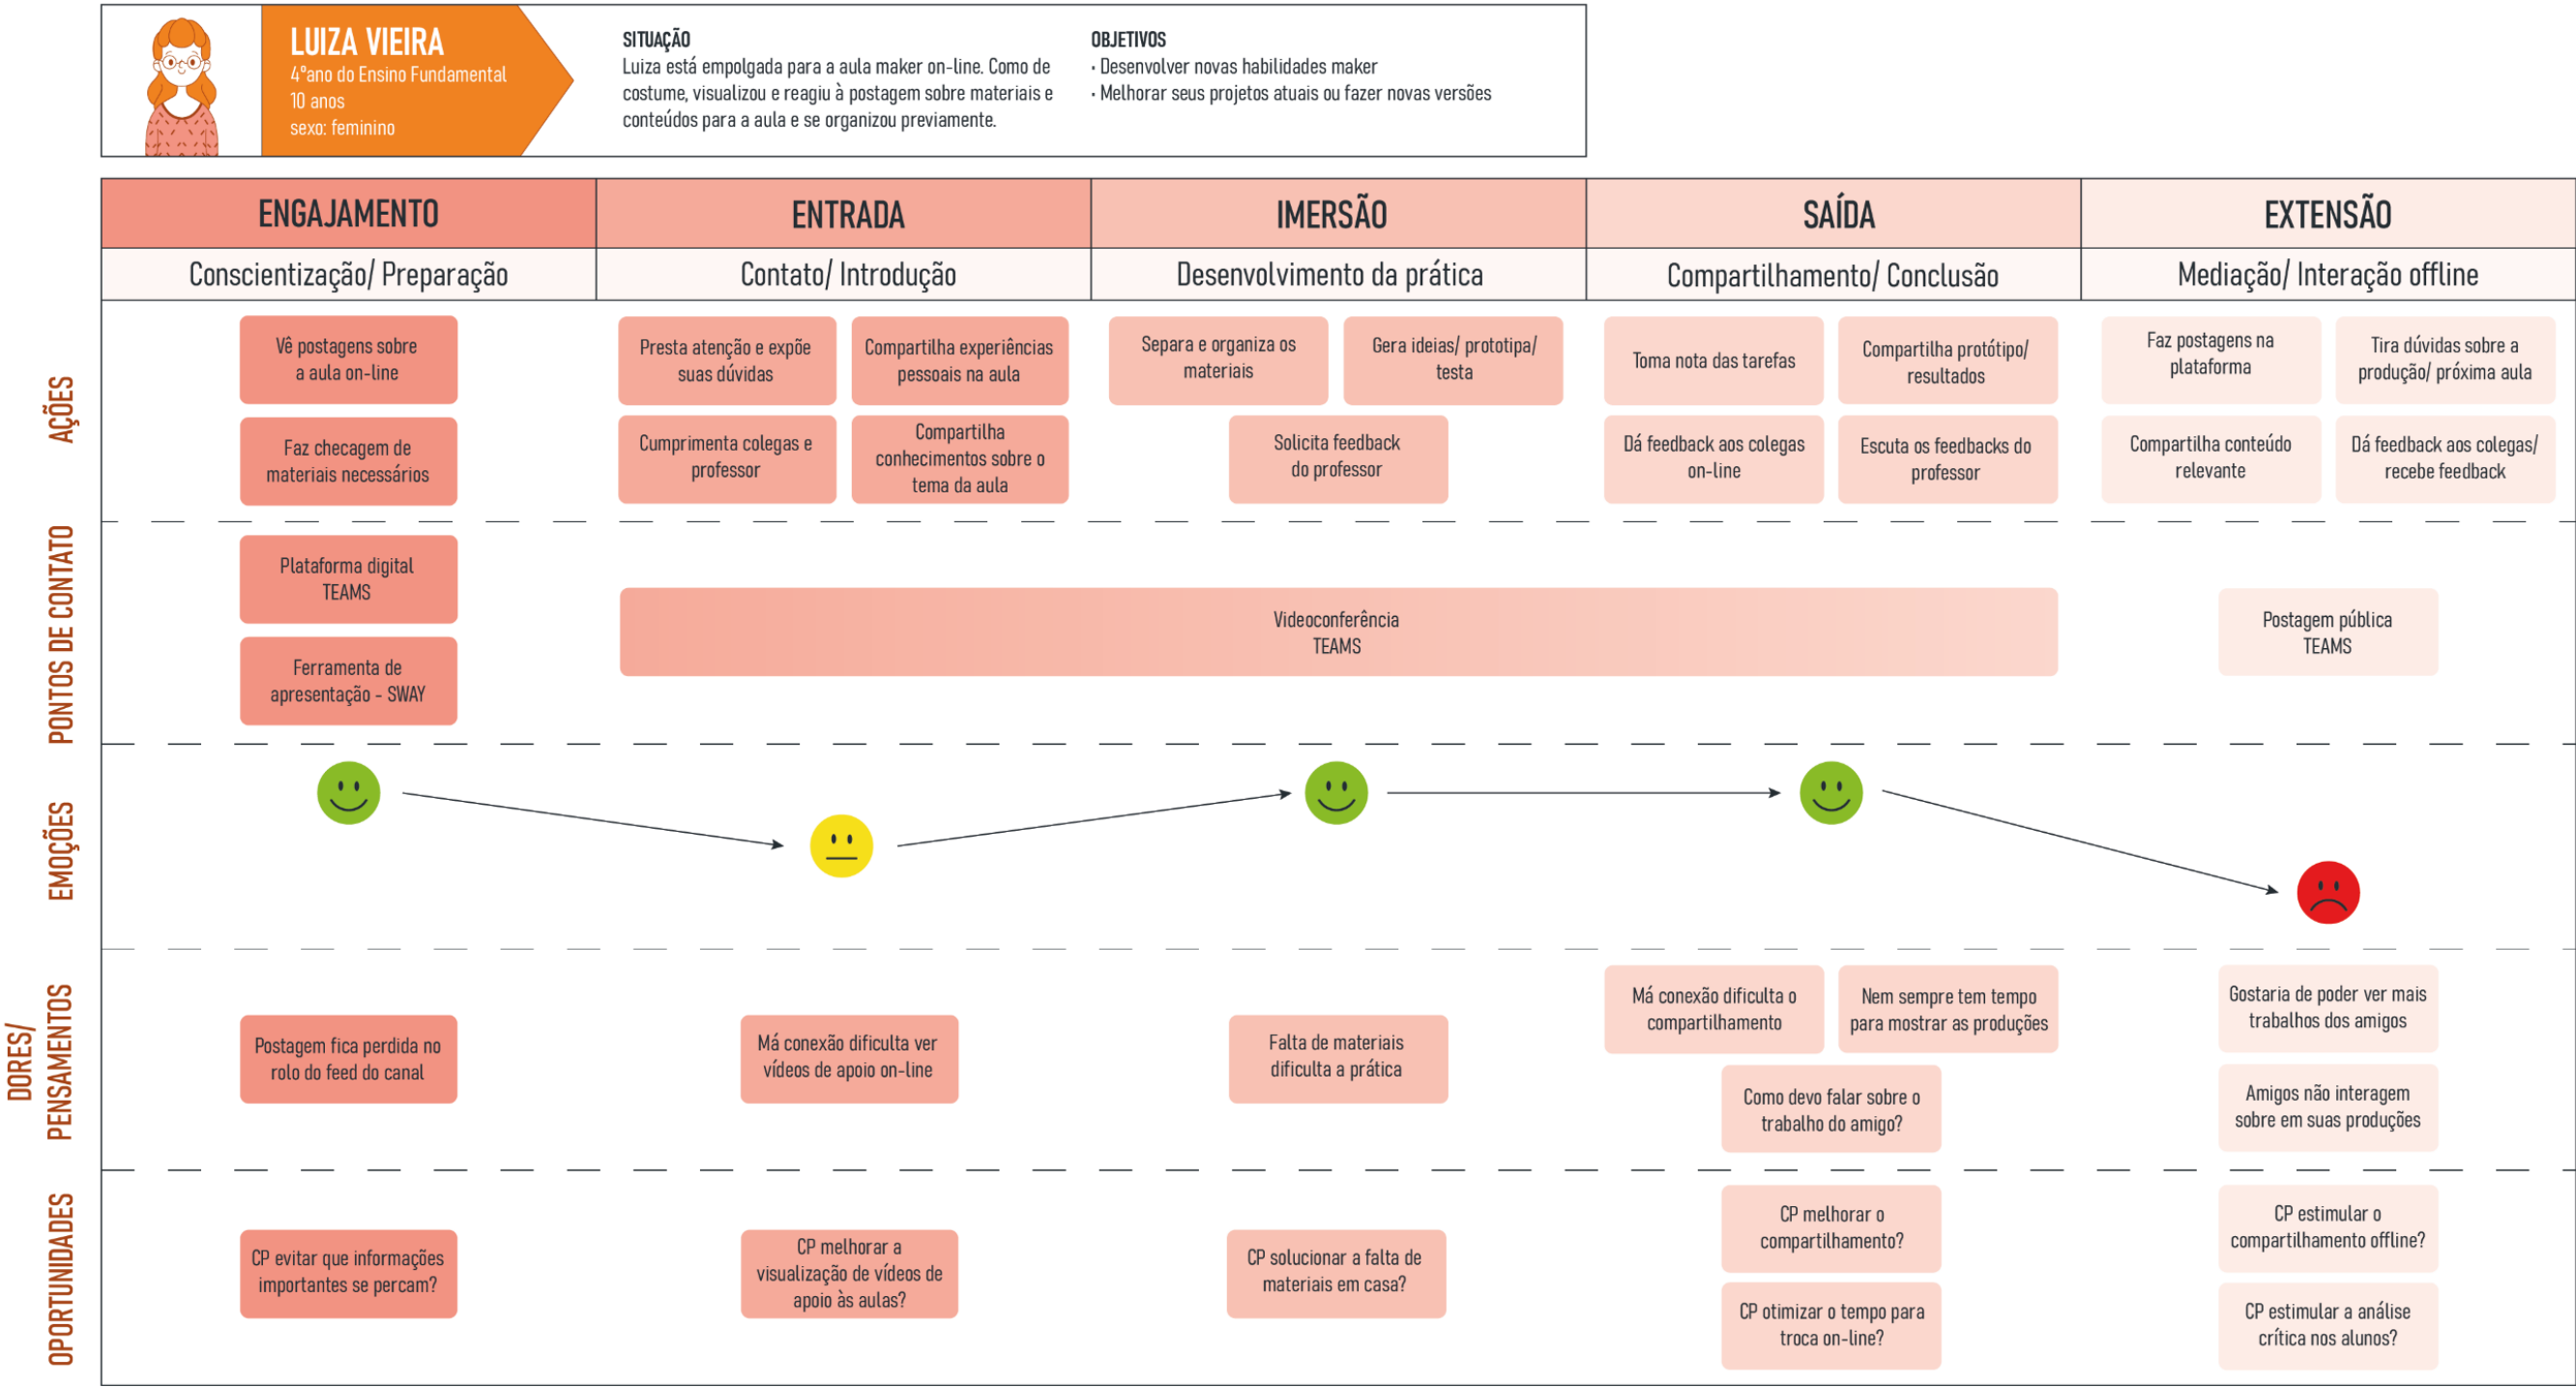 LUIZA VIEIRA
4°ano do Ensino Fundamental
10 anos
sexo: feminino
SITUAÇÃO
Luiza está empolgada para a aula maker on-line. Como de
costume, visualizou e reagiu à postagem sobre materiais e
conteúdos para a aula e se organizou previamente.
OBJETIVOS
· Desenvolver novas habilidades maker
· Melhorar seus projetos atuais ou fazer novas versões
ENGAJAMENTO
ENTRADA
IMERSÃO
SAÍDA
EXTENSÃO
Conscientização/ Preparação
Contato/ Introdução
Desenvolvimento da prática
Compartilhamento/ Conclusão
Mediação/ Interação offline
AÇÕES
Vê postagens sobre
a aula on-line
Faz checagem de
materiais necessários
Presta atenção e expõe
suas dúvidas
Compartilha experiências
pessoais na aula
Cumprimenta colegas e
professor
Compartilha
conhecimentos sobre o
tema da aula
Separa e organiza os
materiais
Gera ideias/ prototipa/
testa
Solicita feedback
do professor
Toma nota das tarefas
Compartilha protótipo/
resultados
Dá feedback aos colegas
on-line
Escuta os feedbacks do
professor
Faz postagens na
plataforma
Tira dúvidas sobre a
produção/ próxima aula
Compartilha conteúdo
relevante
Dá feedback aos colegas/
recebe feedback
PONTOS DE CONTATO
Plataforma digital
TEAMS
Ferramenta de
apresentação - SWAY
Videoconferência
TEAMS
Postagem pública
TEAMS
EMOÇÕES
DORES/
PENSAMENTOS
Postagem fica perdida no
rolo do feed do canal
Má conexão dificulta ver
vídeos de apoio on-line
Falta de materiais
dificulta a prática
Má conexão dificulta o
compartilhamento
Nem sempre tem tempo
para mostrar as produções
Como devo falar sobre o
trabalho do amigo?
Gostaria de poder ver mais
trabalhos dos amigos
Amigos não interagem
sobre em suas produções
OPORTUNIDADES
CP evitar que informações
importantes se percam?
CP melhorar a
visualização de vídeos de
apoio às aulas?
CP solucionar a falta de
materiais em casa?
CP melhorar o
compartilhamento?
CP otimizar o tempo para
troca on-line?
CP estimular o
compartilhamento offline?
CP estimular a análise
crítica nos alunos?